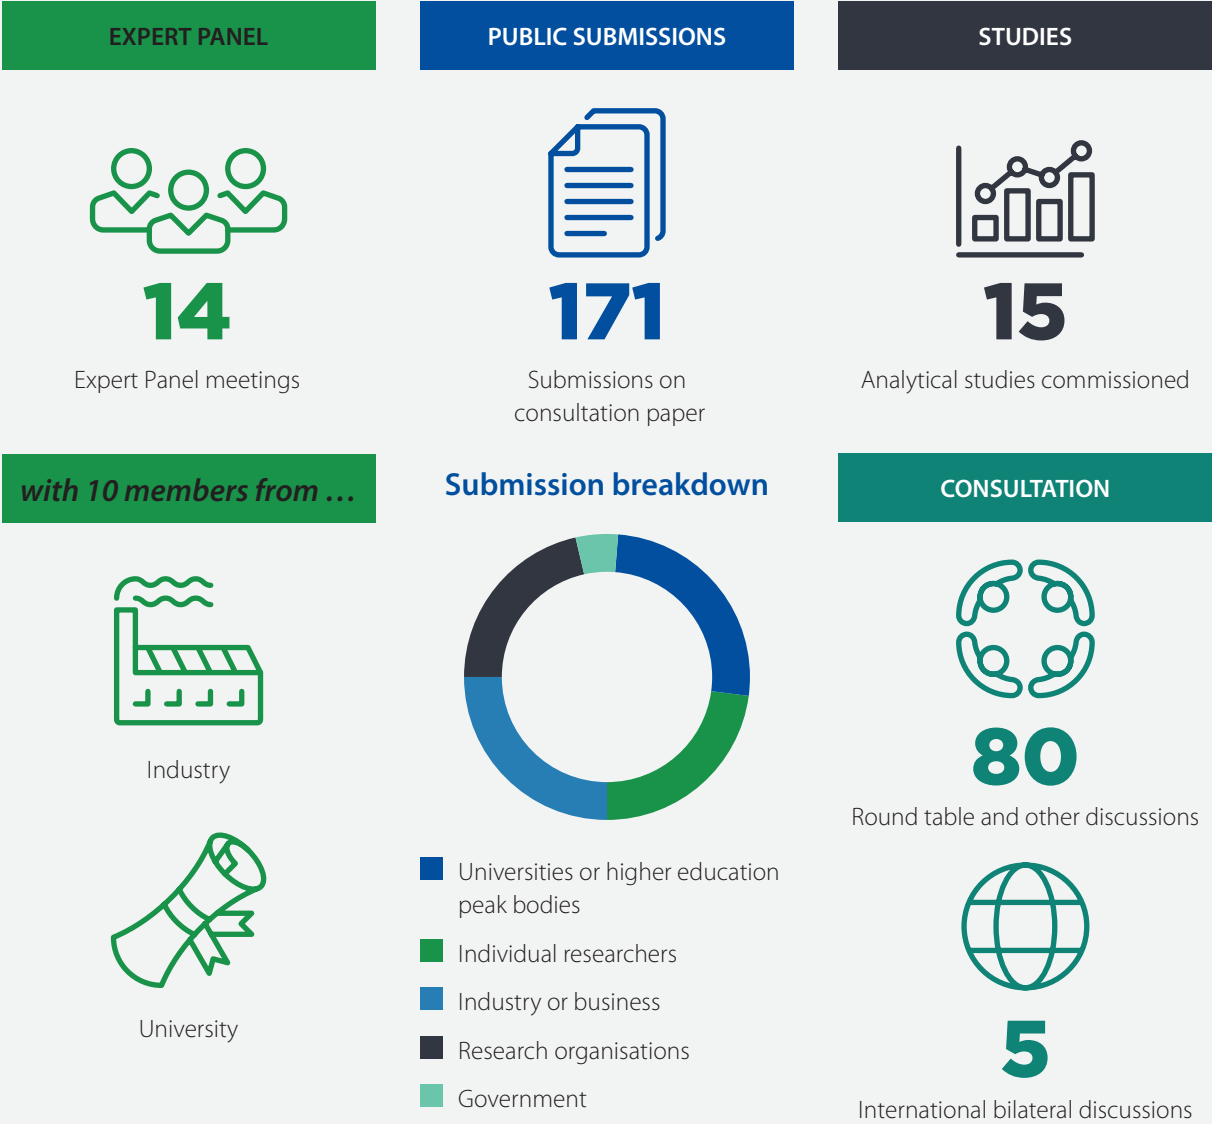 EXPERT PANEL
14
Expert Panel meetings
with 10 members from …
Industry
University
PUBLIC SUBMISSIONS
171
Submissions on
consultation paper
Submission breakdown
Universities or higher education
peak bodies
Individual researchers
Industry or business
Research organisations
Government
STUDIES
15
Analytical studies commissioned
CONSULTATION
80
Round table and other discussions
5
International bilateral discussions